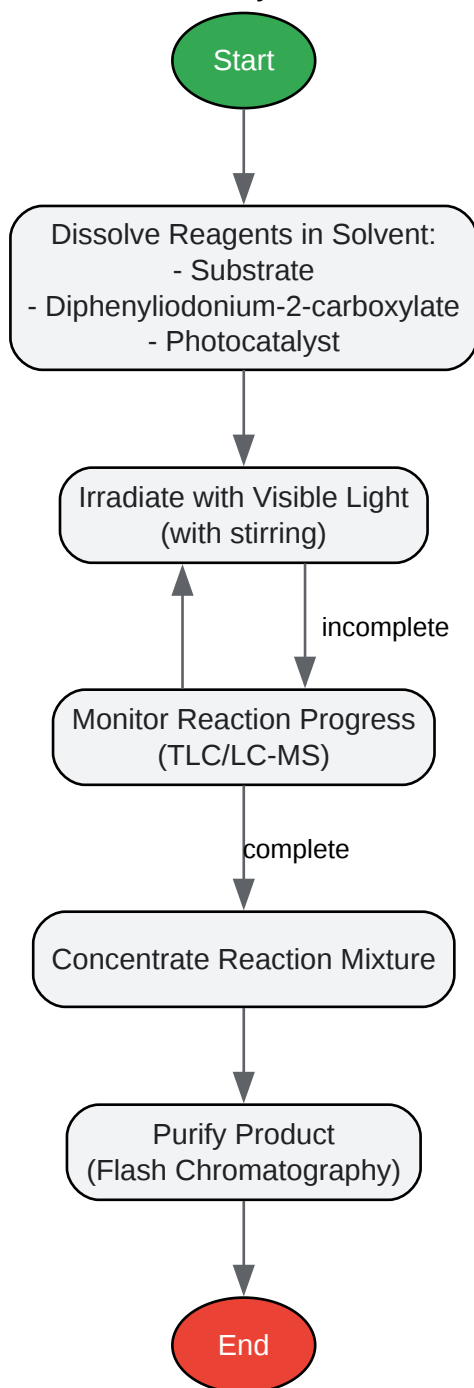 Start
Dissolve Reagents in Solvent:
- Substrate
- Diphenyliodonium-2-carboxylate
- Photocatalyst
Irradiate with Visible Light
(with stirring)
incomplete
Monitor Reaction Progress
(TLC/LC-MS)
complete
Concentrate Reaction Mixture
Purify Product
(Flash Chromatography)
End